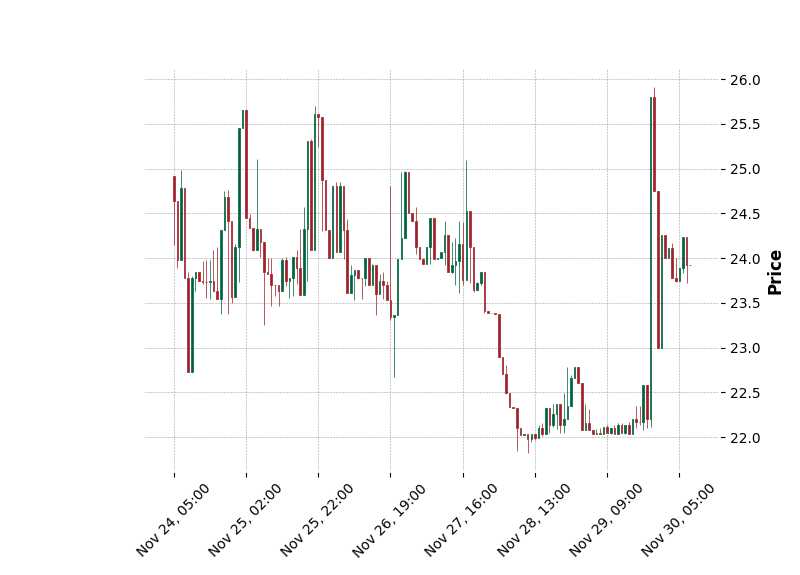 26.0
25.5
25.0
24.5
24.0
23.5
23.0
22.5
22.0
Price
Nov 24, 05:00
Nov 25, 02:00
Nov 25, 22:00
Nov 26, 19:00
Nov 27, 16:00
Nov 28, 13:00
Nov 29, 09:00
Nov 30, 05:00